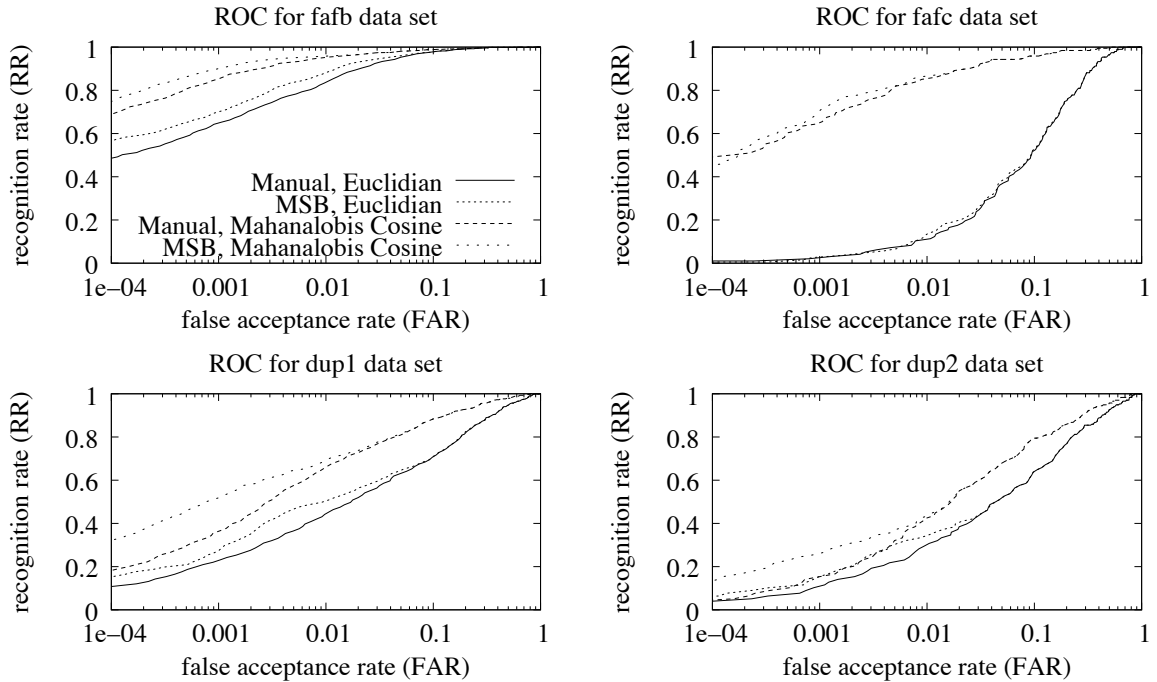 ROC for fafb data set
recognition rate (RR)
1
0.8
0.6
0.4
0.2
0
Manual, Euclidian
MSB, Euclidian
Manual, Mahanalobis Cosine
MSB, Mahanalobis Cosine
1e−04 0.001 0.01 0.1 1
false acceptance rate (FAR)
ROC for fafc data set
recognition rate (RR)
1
0.8
0.6
0.4
0.2
0
1e−04 0.001 0.01 0.1 1
false acceptance rate (FAR)
ROC for dup1 data set
recognition rate (RR)
1
0.8
0.6
0.4
0.2
0
1e−04 0.001 0.01 0.1 1
false acceptance rate (FAR)
ROC for dup2 data set
recognition rate (RR)
1
0.8
0.6
0.4
0.2
0
1e−04 0.001 0.01 0.1 1
false acceptance rate (FAR)